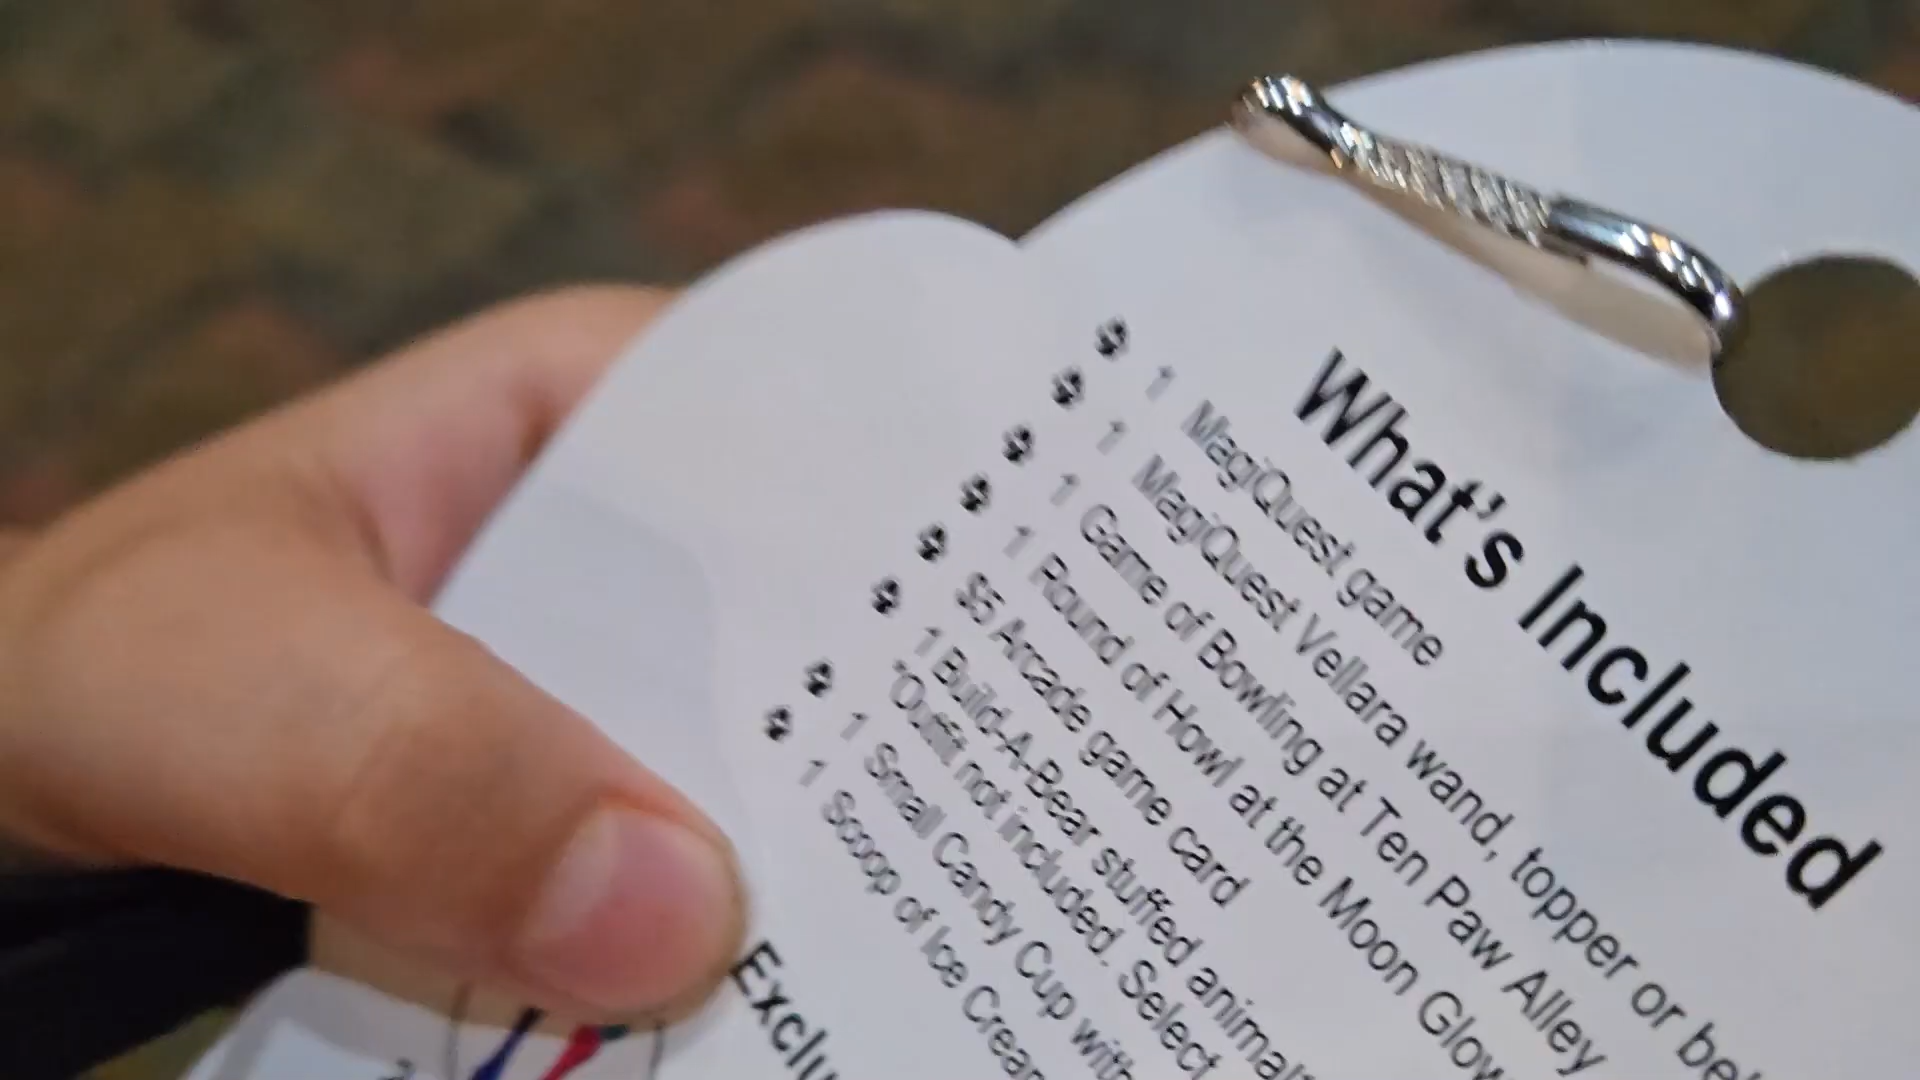 What's Included
1 MagiQuest game
1 MagiQuest Vellara wand, topper or bel
1 Game of Bowling at Ten Paw Alley
1 Round of Howl at the Moon Glow
$5 Arcade game card
1 Build-A-Bear stuffed animal*
*Outfit not included. Select
1 Small Candy Cup with
1 Scoop of Ice Cream
Exclu